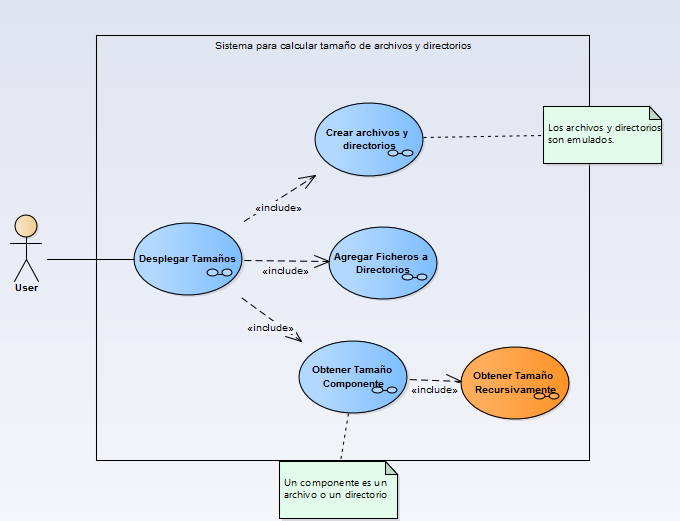 Sistema para calcular tamaño de archivos y directorios
Crear archivos y
directorios
Los archivos y directorios
son emulados.
«include»
User
Desplegar Tamaños
«include»
Agregar Ficheros a
Directorios
«include»
Obtener Tamaño
Componente
«include»
Obtener Tamaño
Recursivamente
Un componente es un
archivo o un directorio